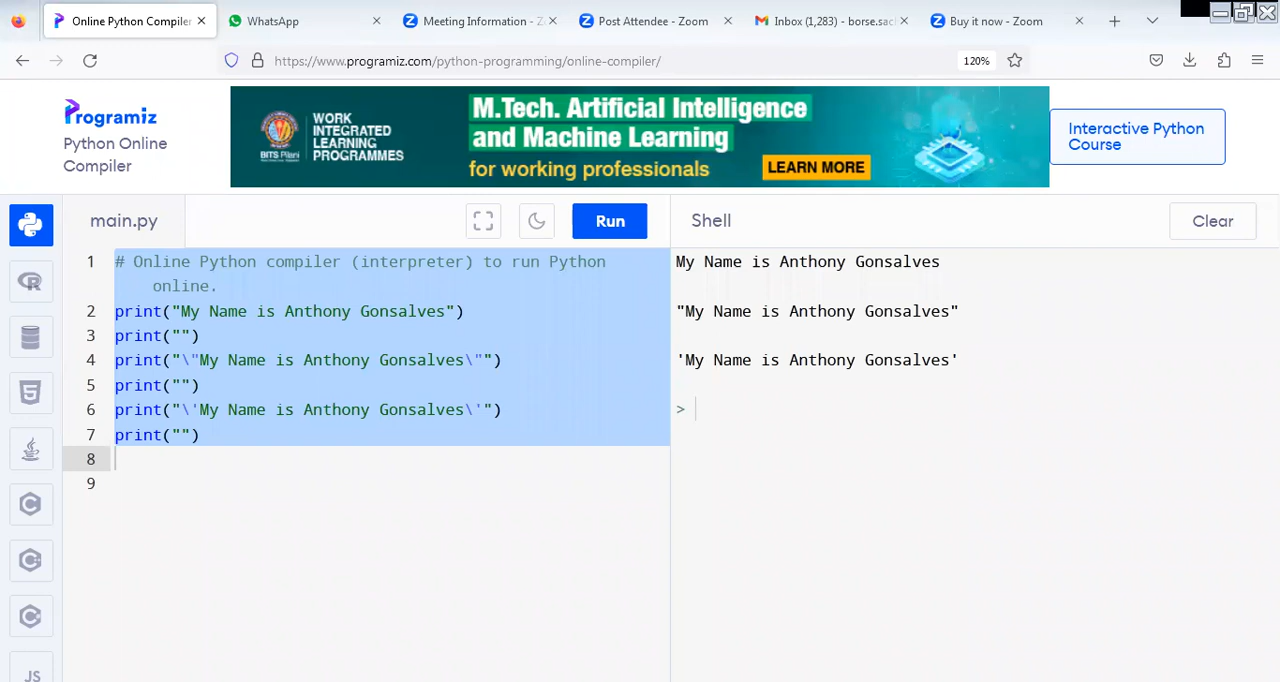 Online Python Compiler
WhatsApp
Meeting Information - Z
Post Attendee - Zoom
Inbox (1,283) - borse.sac
Buy it now - Zoom
https://www.programiz.com/python-programming/online-compiler/
120%
Programiz
Python Online
Compiler
BITS Pilani
WORK
INTEGRATED
LEARNING
PROGRAMMES
M.Tech. Artificial Intelligence
and Machine Learning
for working professionals
LEARN MORE
Interactive Python
Course
main.py
Run
Shell
Clear
1 # Online Python compiler (interpreter) to run Python
online.
2 print("My Name is Anthony Gonsalves")
3 print("")
4 print("\"My Name is Anthony Gonsalves\"")
5 print("")
6 print("\'My Name is Anthony Gonsalves\'")
7 print("")
8
9
My Name is Anthony Gonsalves
"My Name is Anthony Gonsalves"
'My Name is Anthony Gonsalves'
>
JS